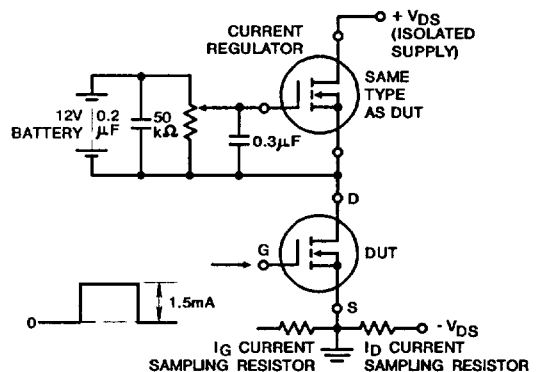 + VDS
(ISOLATED
SUPPLY)
CURRENT
REGULATOR
SAME
TYPE
AS DUT
12V
BATTERY
0.2
μF
50
kΩ
0.3μF
D
G
DUT
1.5mA
0
S
- VDS
IG CURRENT
SAMPLING RESISTOR
ID CURRENT
SAMPLING RESISTOR